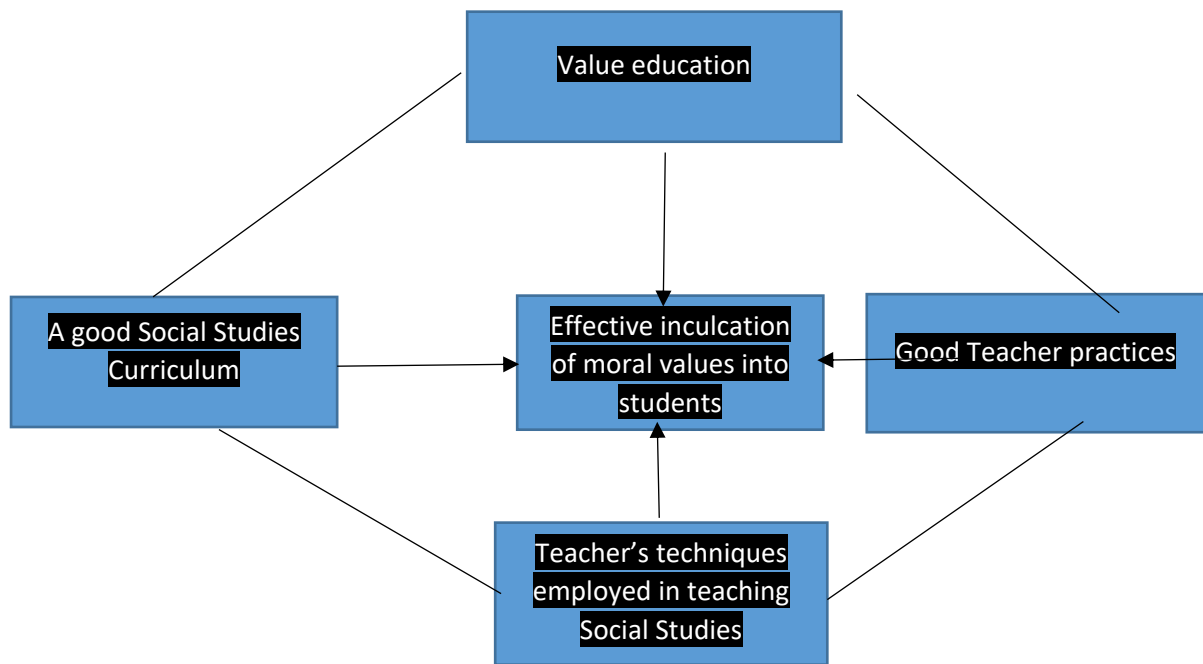 Value education
A good Social Studies
Curriculum
Effective inculcation
of moral values into
students
Good Teacher practices
Teacher’s techniques
employed in teaching
Social Studies